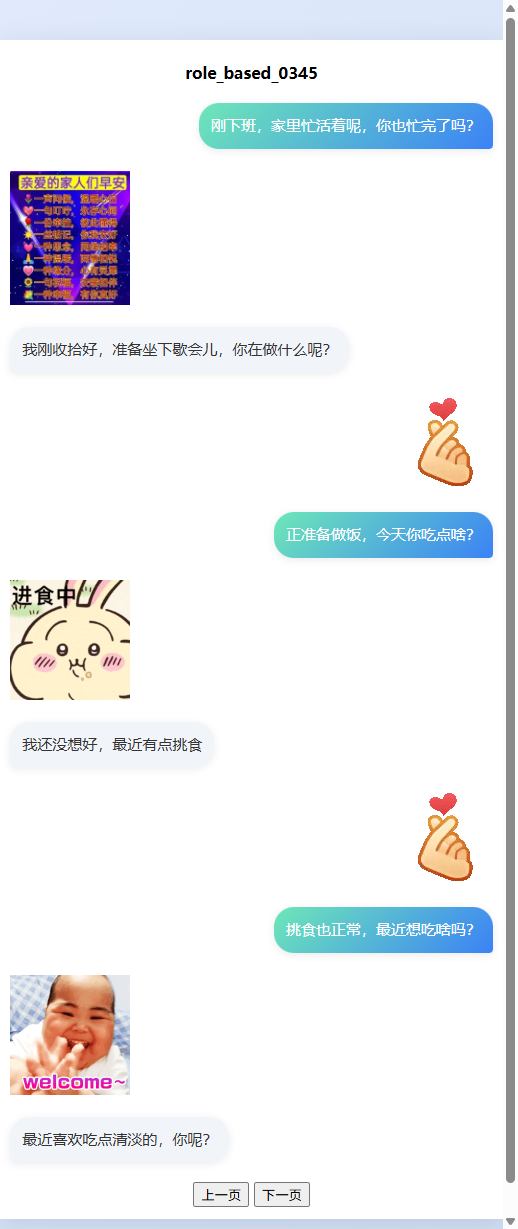 role_based_0345
刚下班，家里忙活着呢，你也忙完了吗？
亲爱的家人们早安
我刚收拾好，准备坐下歇会儿，你在做什么呢？
正准备做饭，今天你吃点啥？
进食中
我还没想好，最近有点挑食
挑食也正常，最近想吃啥吗？
welcome~
最近喜欢吃点清淡的，你呢？
上一页 下一页